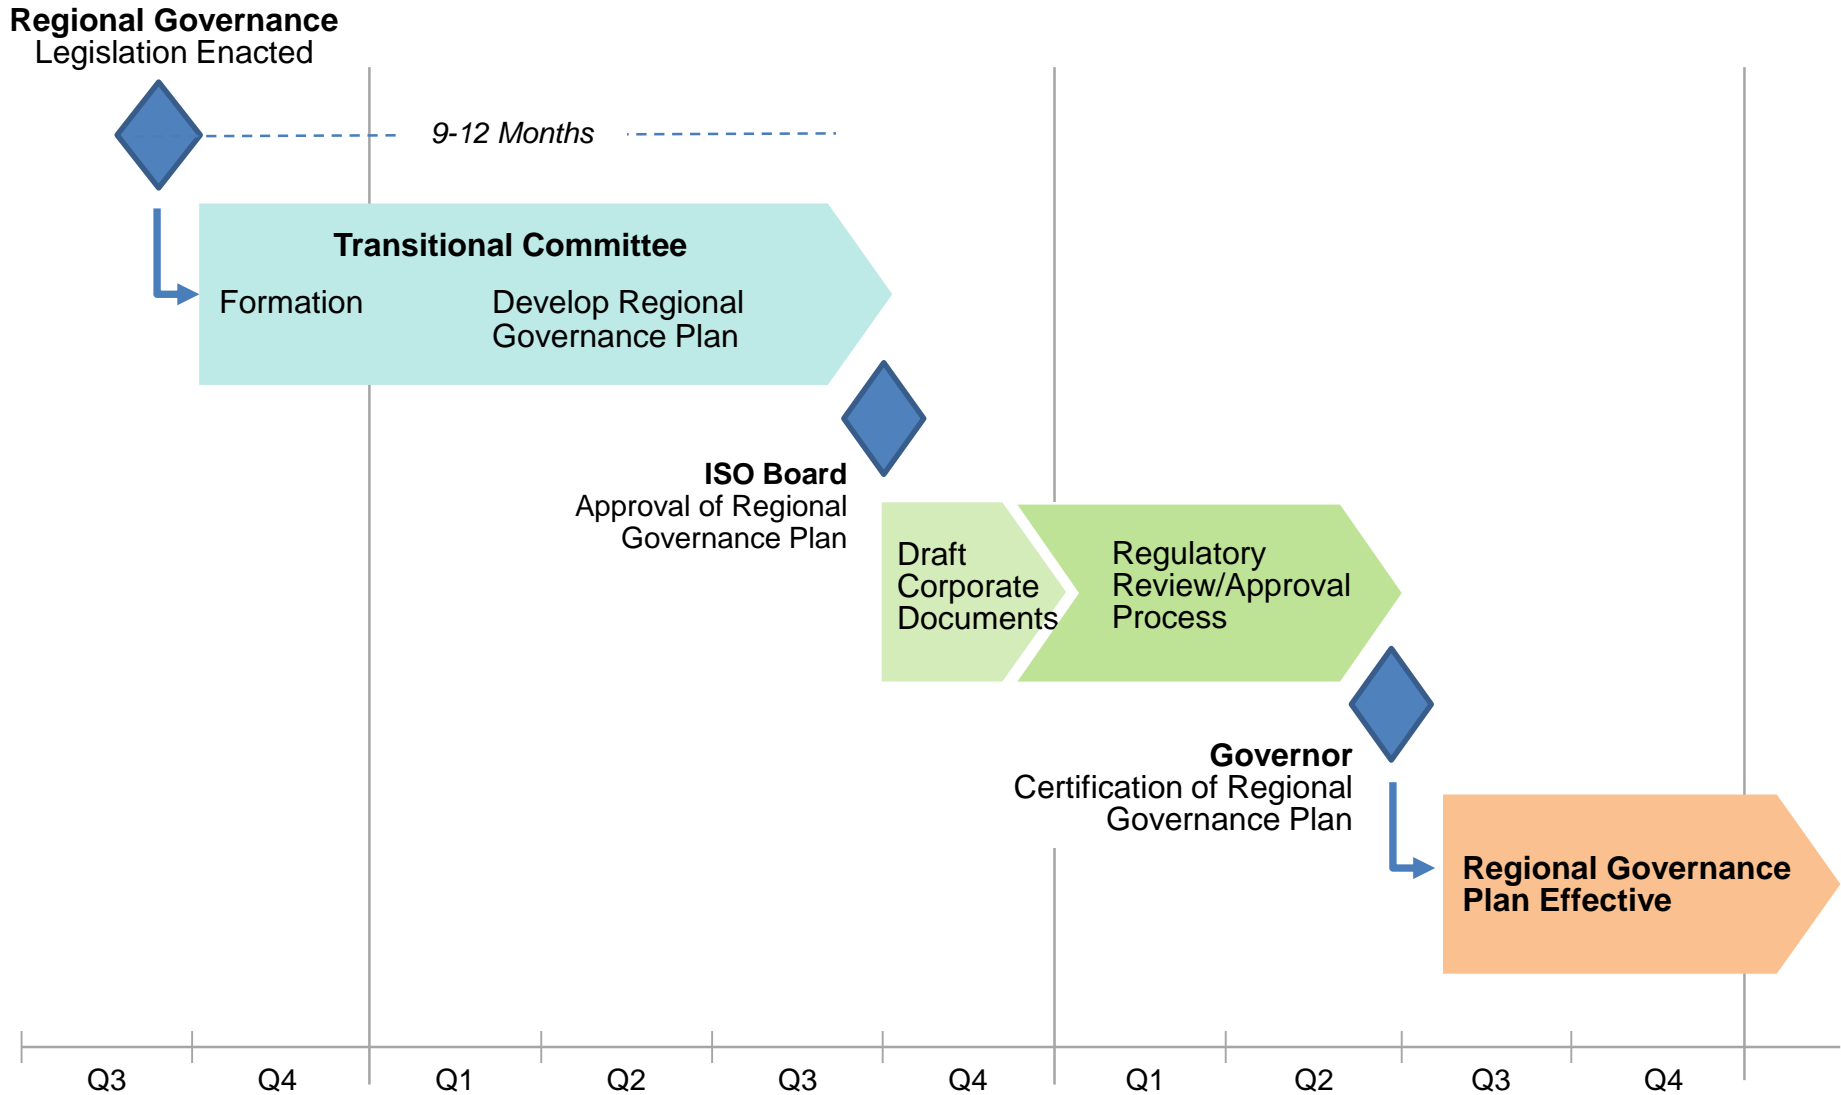 Regional Governance
Legislation Enacted
9-12 Months
Transitional Committee
Formation
Develop Regional
Governance Plan
ISO Board
Approval of Regional
Governance Plan
Draft
Corporate
Documents
Regulatory
Review/Approval
Process
Governor
Certification of Regional
Governance Plan
Regional Governance
Plan Effective
Q3 Q4 Q1 Q2 Q3 Q4 Q1 Q2 Q3 Q4